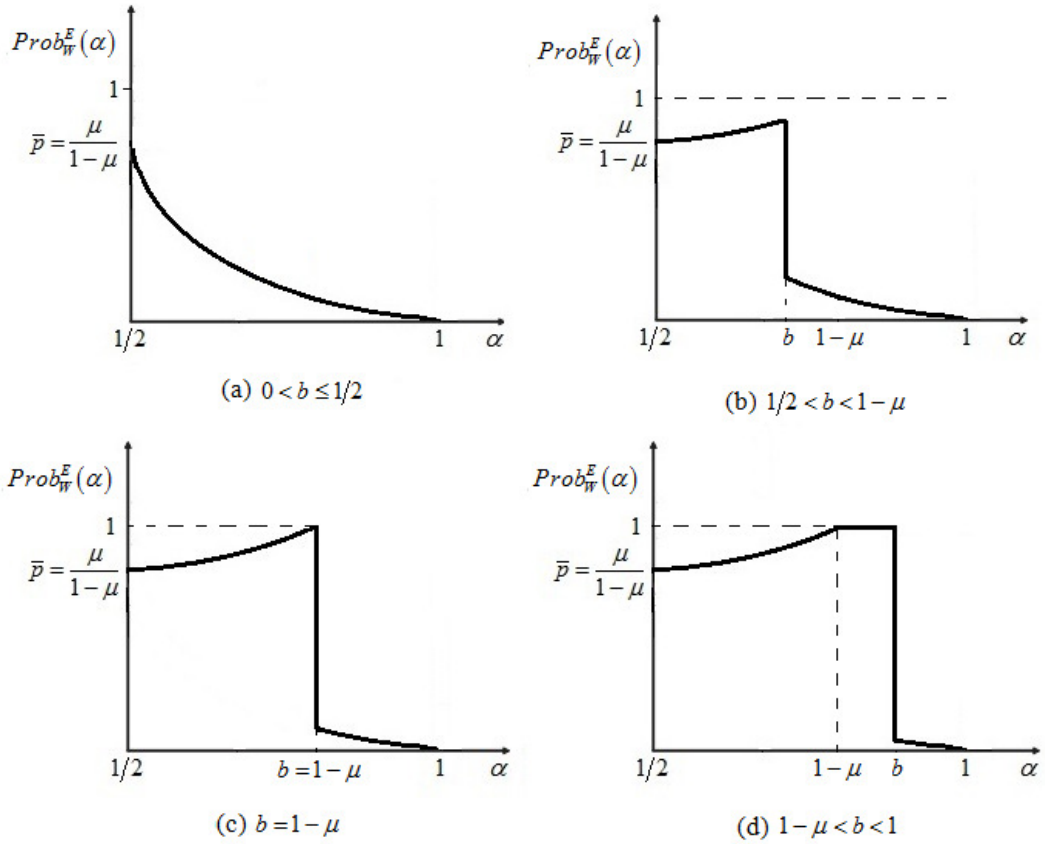 Prob_W^E(α)
1
p̄ = μ/(1−μ)
1/2
1
α
(a) 0 < b ≤ 1/2
Prob_W^E(α)
1
p̄ = μ/(1−μ)
1/2
b
1−μ
1
α
(b) 1/2 < b < 1−μ
Prob_W^E(α)
1
p̄ = μ/(1−μ)
1/2
b = 1−μ
1
α
(c) b = 1−μ
Prob_W^E(α)
1
p̄ = μ/(1−μ)
1/2
1−μ
b
1
α
(d) 1−μ < b < 1